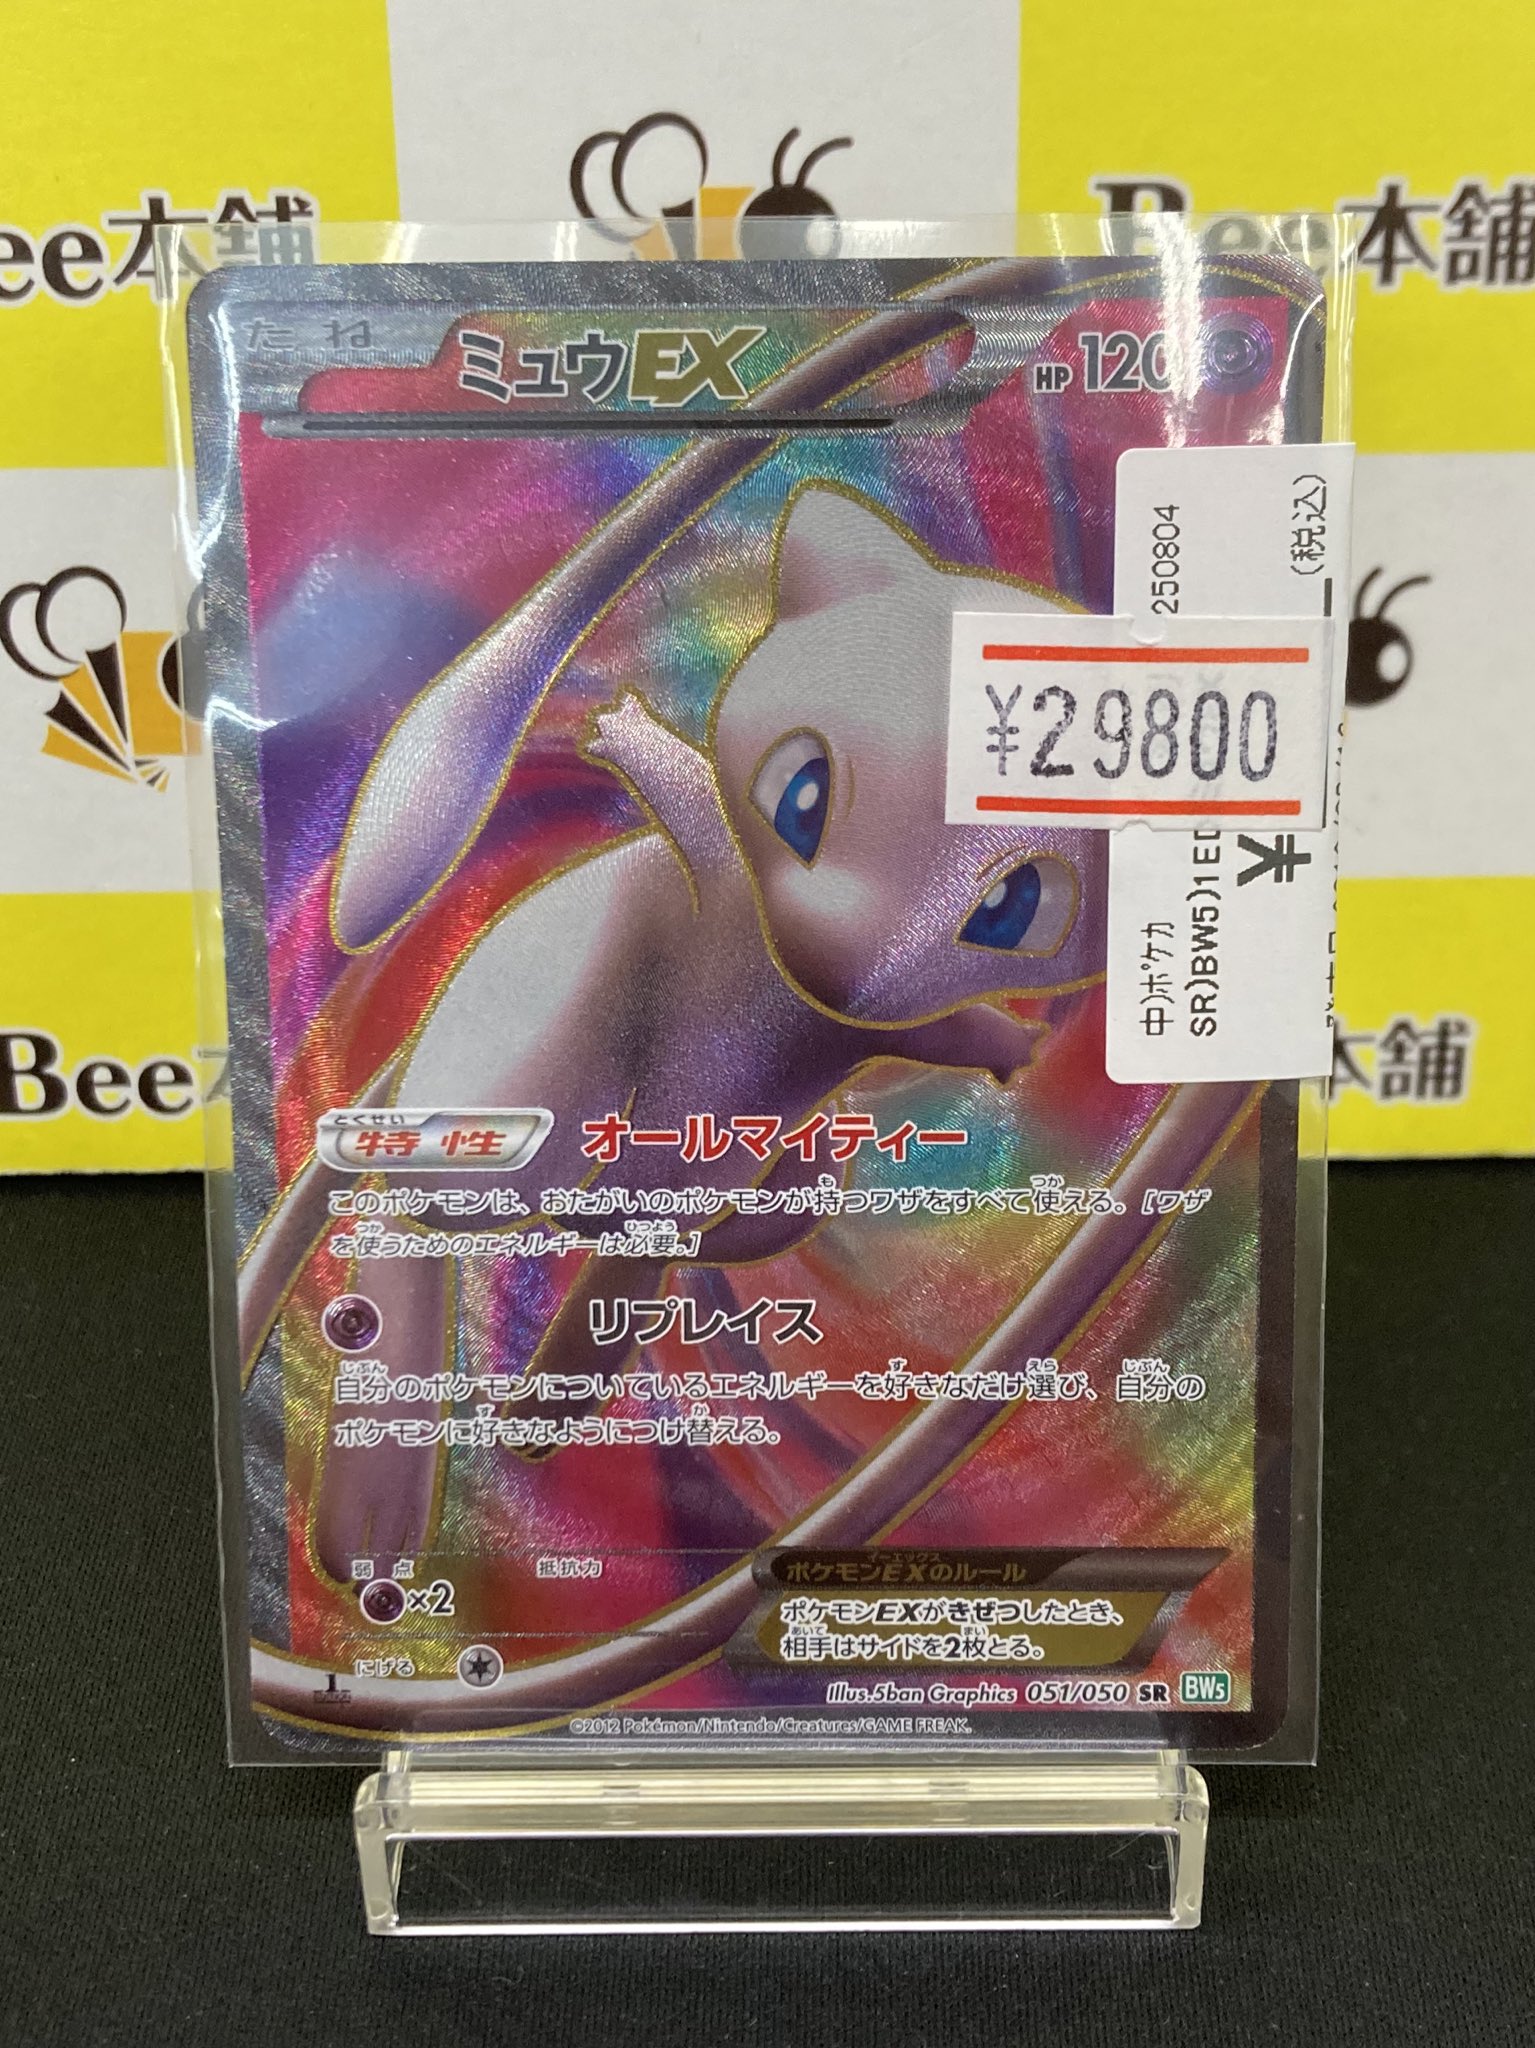 Bee本舗
Bee本舗
たね
ミュウEX
HP 120
250804
(税込)
¥29800
¥
中)ポケカ
SR)BW5)1ED
Bee本
本舗
とくせい
特性
オールマイティー
このポケモンは、おたがいのポケモンが持つワザをすべて使える。[ワザ
を使うためのエネルギーは必要。]
リプレイス
自分のポケモンについているエネルギーを好きなだけ選び、自分の
ポケモンに好きなようにつけ替える。
弱点
×2
抵抗力
にげる
ポケモンEXのルール
ポケモンEXがきぜつしたとき、
相手はサイドを2枚とる。
1
Illus.5ban Graphics 051/050 SR BW5
©2012 Pokémon/Nintendo/Creatures/GAME FREAK.